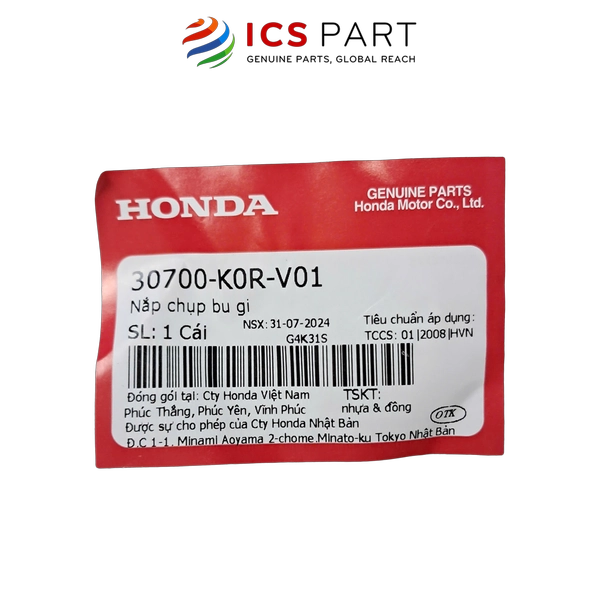 ICS PART
GENUINE PARTS, GLOBAL REACH
HONDA
GENUINE PARTS
Honda Motor Co., Ltd.
30700-K0R-V01
Nắp chụp bu gi
SL: 1 Cái
NSX: 31-07-2024
G4K31S
Tiêu chuẩn áp dụng:
TCCS: 01|2008|HVN
Đóng gói tại: Cty Honda Việt Nam
Phúc Thắng, Phúc Yên, Vĩnh Phúc
TSKT:
nhựa & đồng
OTK
Được sự cho phép của Cty Honda Nhật Bản
Đ.C 1-1, Minami Aoyama 2-chome,Minato-ku Tokyo Nhật Bản